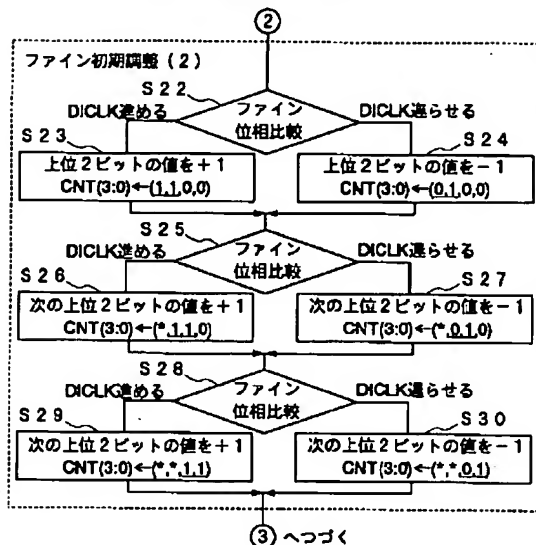 ②
ファイン初期調整(2)
S22
DICLK進める
ファイン
位相比較
DICLK遅らせる
S23
S24
上位2ビットの値を+1
CNT(3:0)←(1,1,0,0)
上位2ビットの値を-1
CNT(3:0)←(0,1,0,0)
S25
DICLK進める
ファイン
位相比較
DICLK遅らせる
S26
S27
次の上位2ビットの値を+1
CNT(3:0)←(*,1,1,0)
次の上位2ビットの値を-1
CNT(3:0)←(*,0,1,0)
S28
DICLK進める
ファイン
位相比較
DICLK遅らせる
S29
S30
次の上位2ビットの値を+1
CNT(3:0)←(*,*,1,1)
次の上位2ビットの値を-1
CNT(3:0)←(*,*,0,1)
③ へつづく